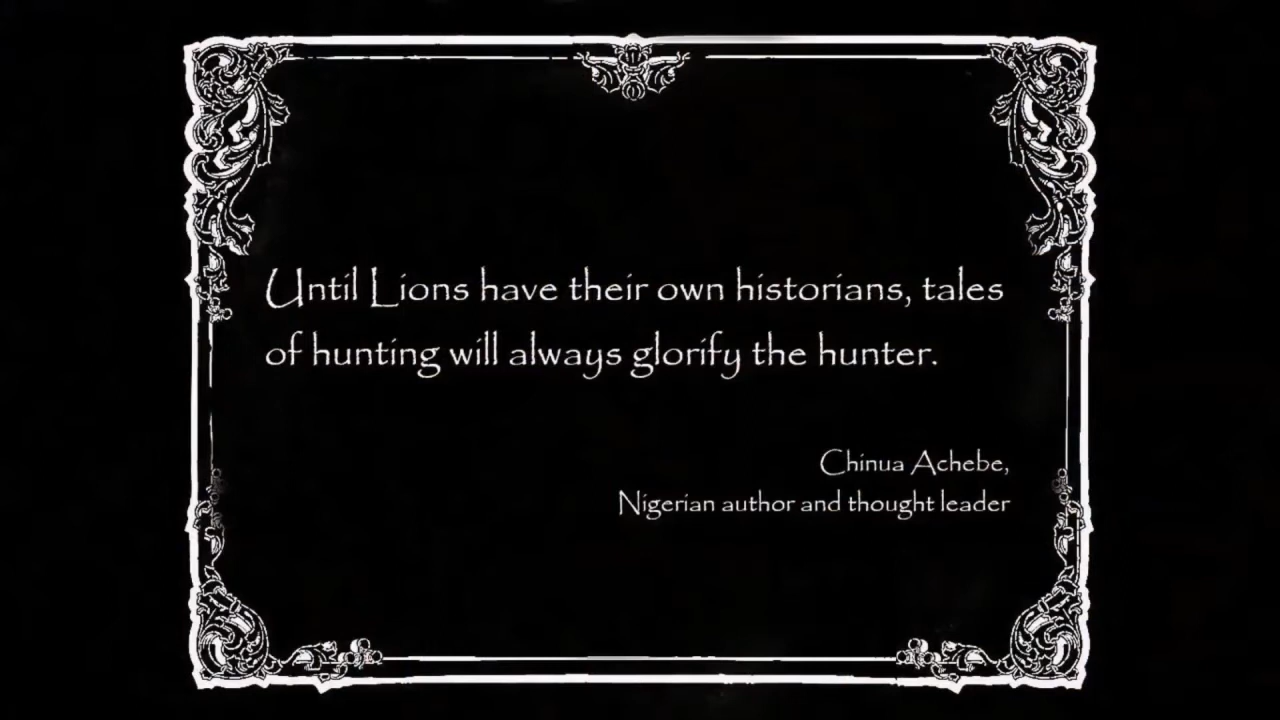 Until Lions have their own historians, tales
of hunting will always glorify the hunter.
Chinua Achebe,
Nigerian author and thought leader